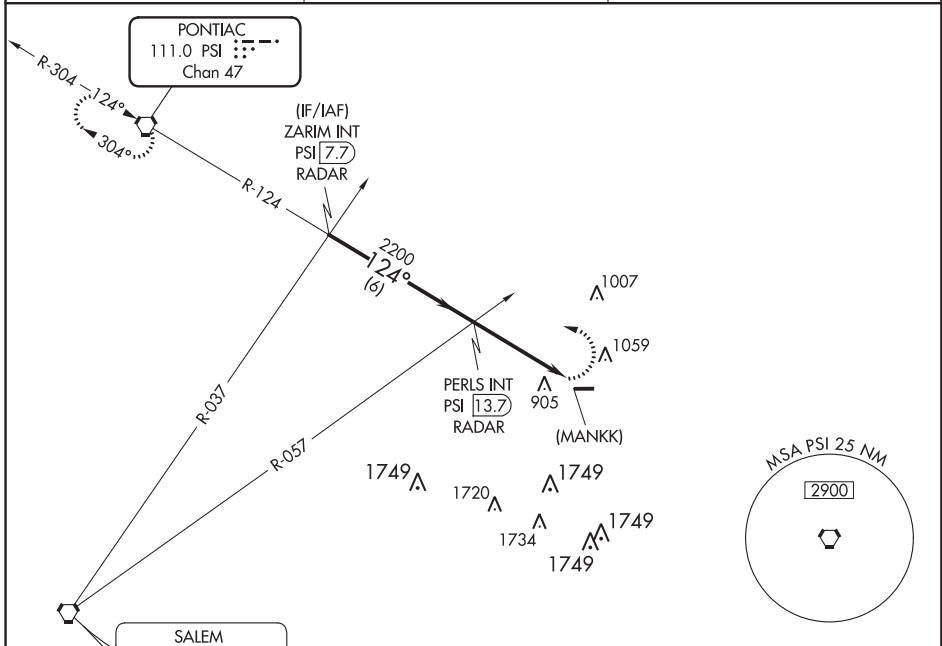 PONTIAC
111.0 PSI
Chan 47
R-304
124°
304°
(IF/IAF)
ZARIM INT
PSI 7.7
RADAR
R-124
2200
124°
(6)
1007
1059
905
PERLS INT
PSI 13.7
RADAR
(MANKK)
R-037
R-057
1749
1720
1749
1734
1749
1749
MSA PSI 25 NM
2900
SALEM